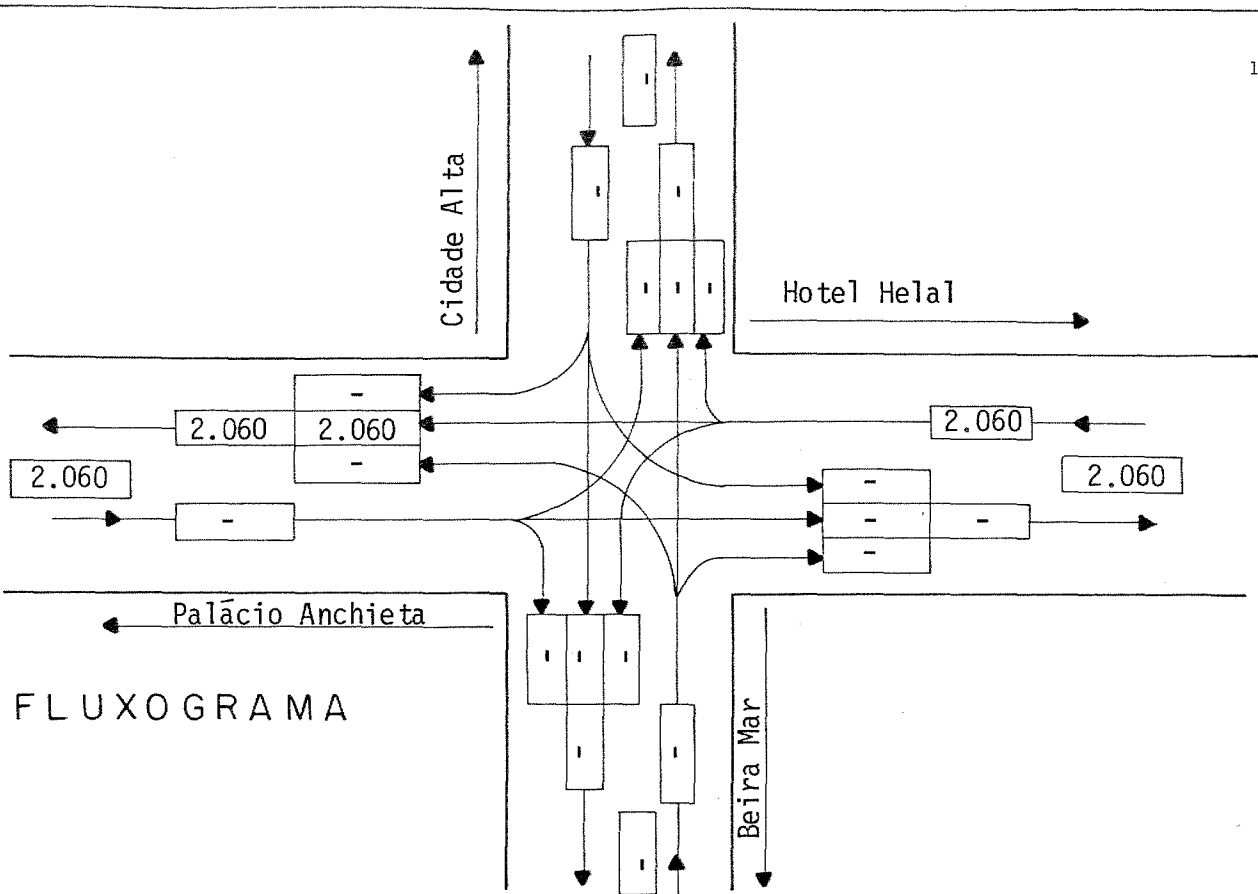 1
-
Cidade Alta
-
-
- - -
Hotel Helal
-
2.060 2.060
-
2.060
2.060
-
2.060
-
- -
-
Palácio Anchieta
- - -
FLUXOGRAMA
-
-
Beira Mar
-